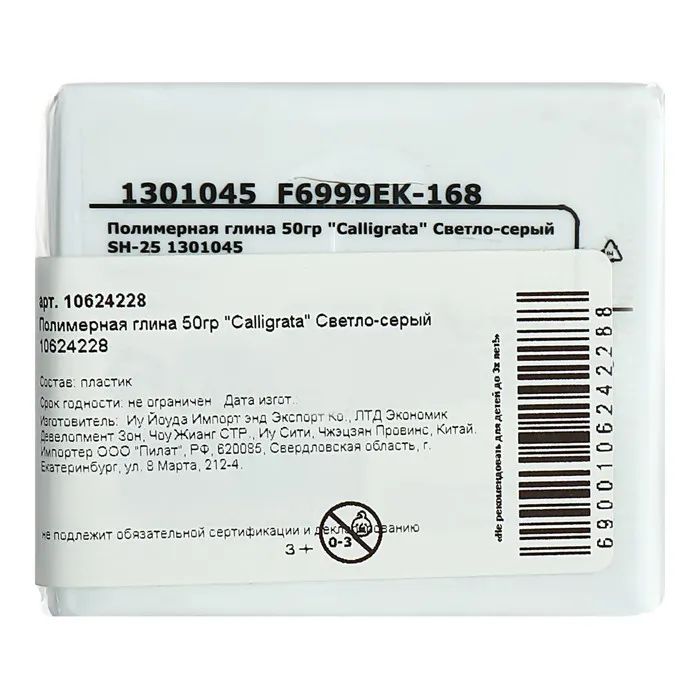 1301045 F6999EK-168
Полимерная глина 50гр "Calligrata" Светло-серый
SH-25 1301045
арт. 10624228
Полимерная глина 50гр "Calligrata" Светло-серый
10624228
Состав: пластик
Срок годности: не ограничен Дата изгот.
Изготовитель: Иу Йоуда Импорт энд Экспорт Ко., ЛТД Экономик
Девелопмент Зон, Чоу Жианг СТР., Иу Сити, Чжэцзян Провинс, Китай.
Импортер ООО "Пилат", РФ, 620085, Свердловская область, г.
Екатеринбург, ул. 8 Марта, 212-4.
не подлежит обязательной сертификации и декларированию
3+
0-3
«Не рекомендовать для детей до 3х лет!»
6900106242288